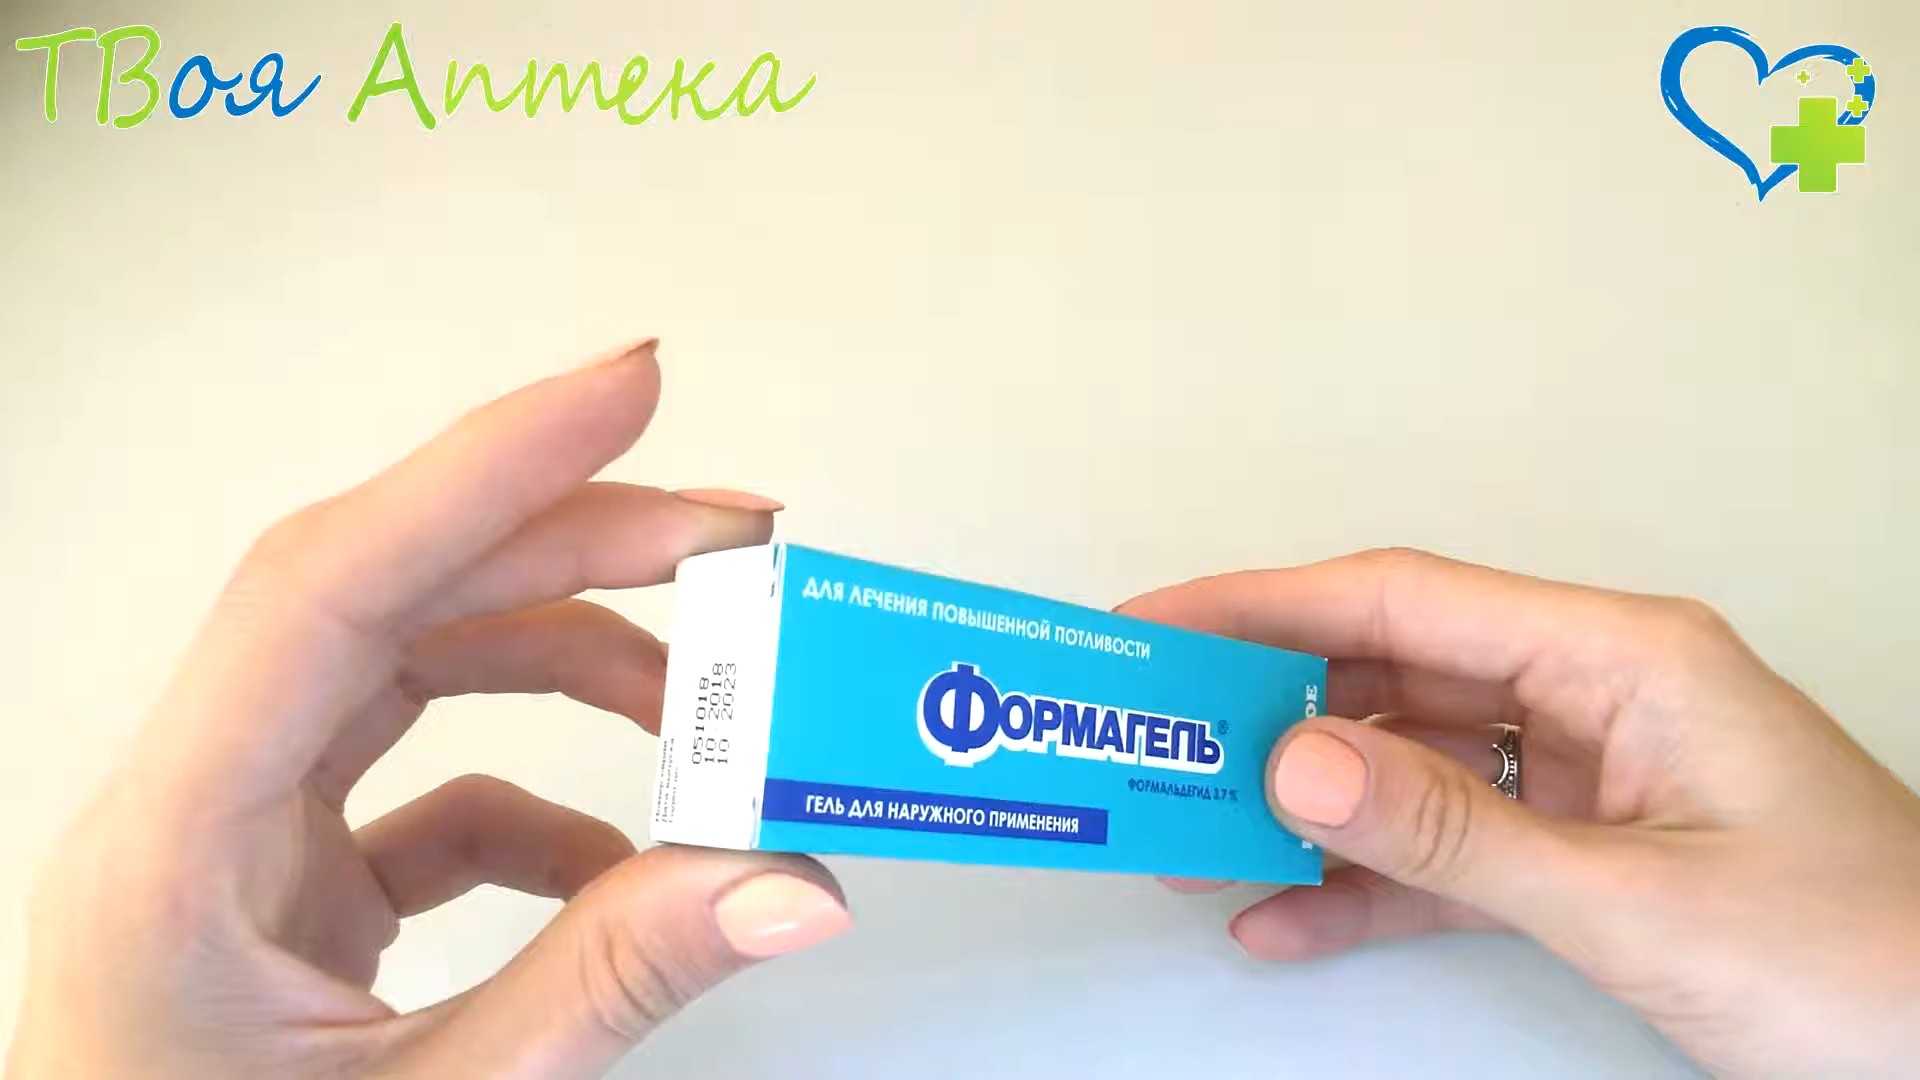 ТВоя Аптека
ДЛЯ ЛЕЧЕНИЯ ПОВЫШЕННОЙ ПОТЛИВОСТИ
ФОРМАГЕЛЬ®
ФОРМАЛЬДЕГИД 3,7%
ГЕЛЬ ДЛЯ НАРУЖНОГО ПРИМЕНЕНИЯ
051018
10 2018
10 2023